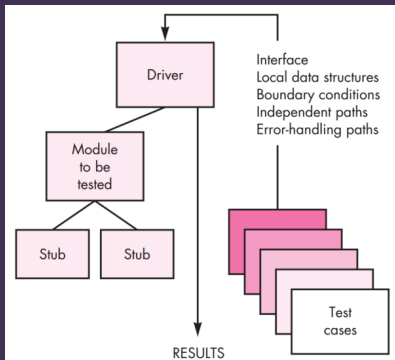 Driver
Interface
Local data structures
Boundary conditions
Independent paths
Error-handling paths
Module
to be
tested
Stub
Stub
Test
cases
RESULTS